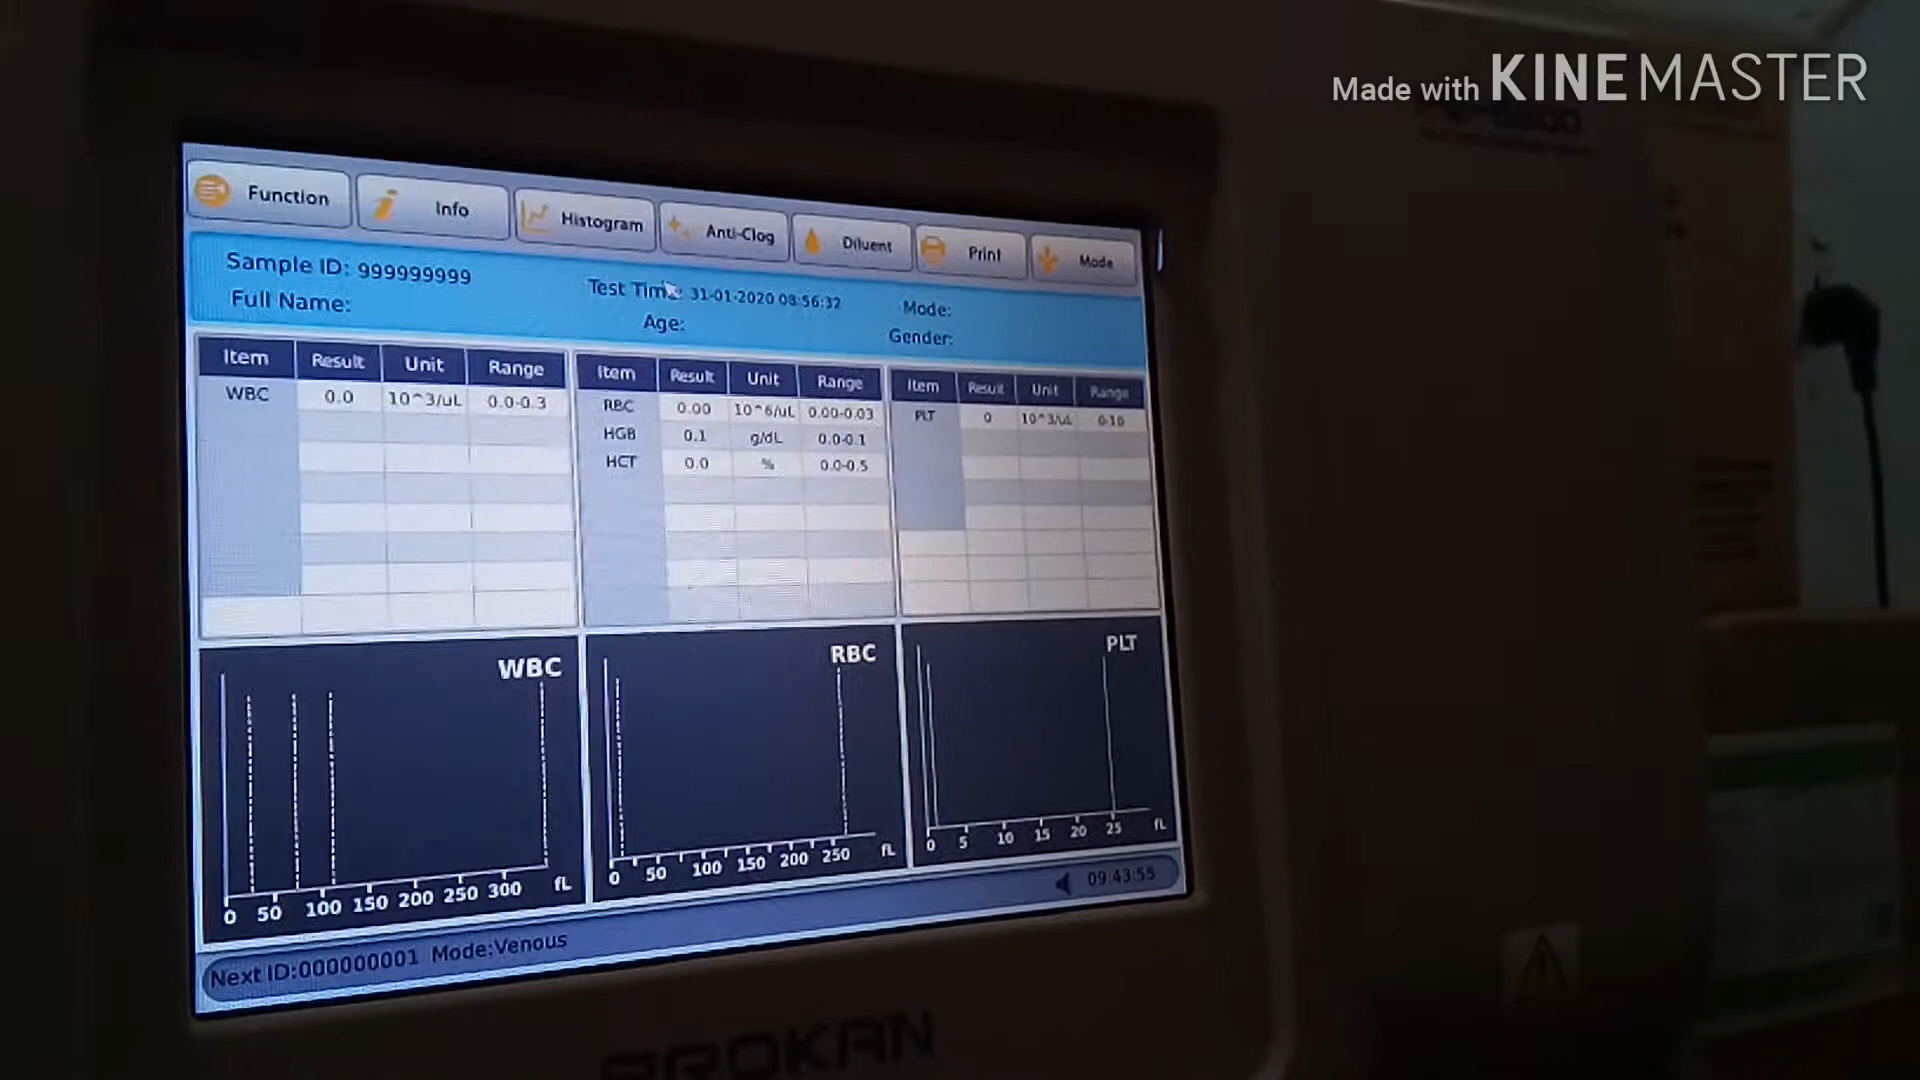 Made with KINEMASTER
Function Info Histogram Anti-Clog Diluent Print Mode
Sample ID: 999999999 Test Time: 31-01-2020 08:56:32 Mode:
Full Name: Age: Gender:
Item Result Unit Range Item Result Unit Range Item Result Unit Range
WBC 0.0 10^3/uL 0.0-0.3 RBC 0.00 10^6/uL 0.00-0.03 PLT 0 10^3/uL 0-10
HGB 0.1 g/dL 0.0-0.1
HCT 0.0 % 0.0-0.5
WBC RBC PLT
0 50 100 150 200 250 300 fL 0 50 100 150 200 250 fL 0 5 10 15 20 25 fL
09:43:55
Next ID:000000001 Mode:Venous